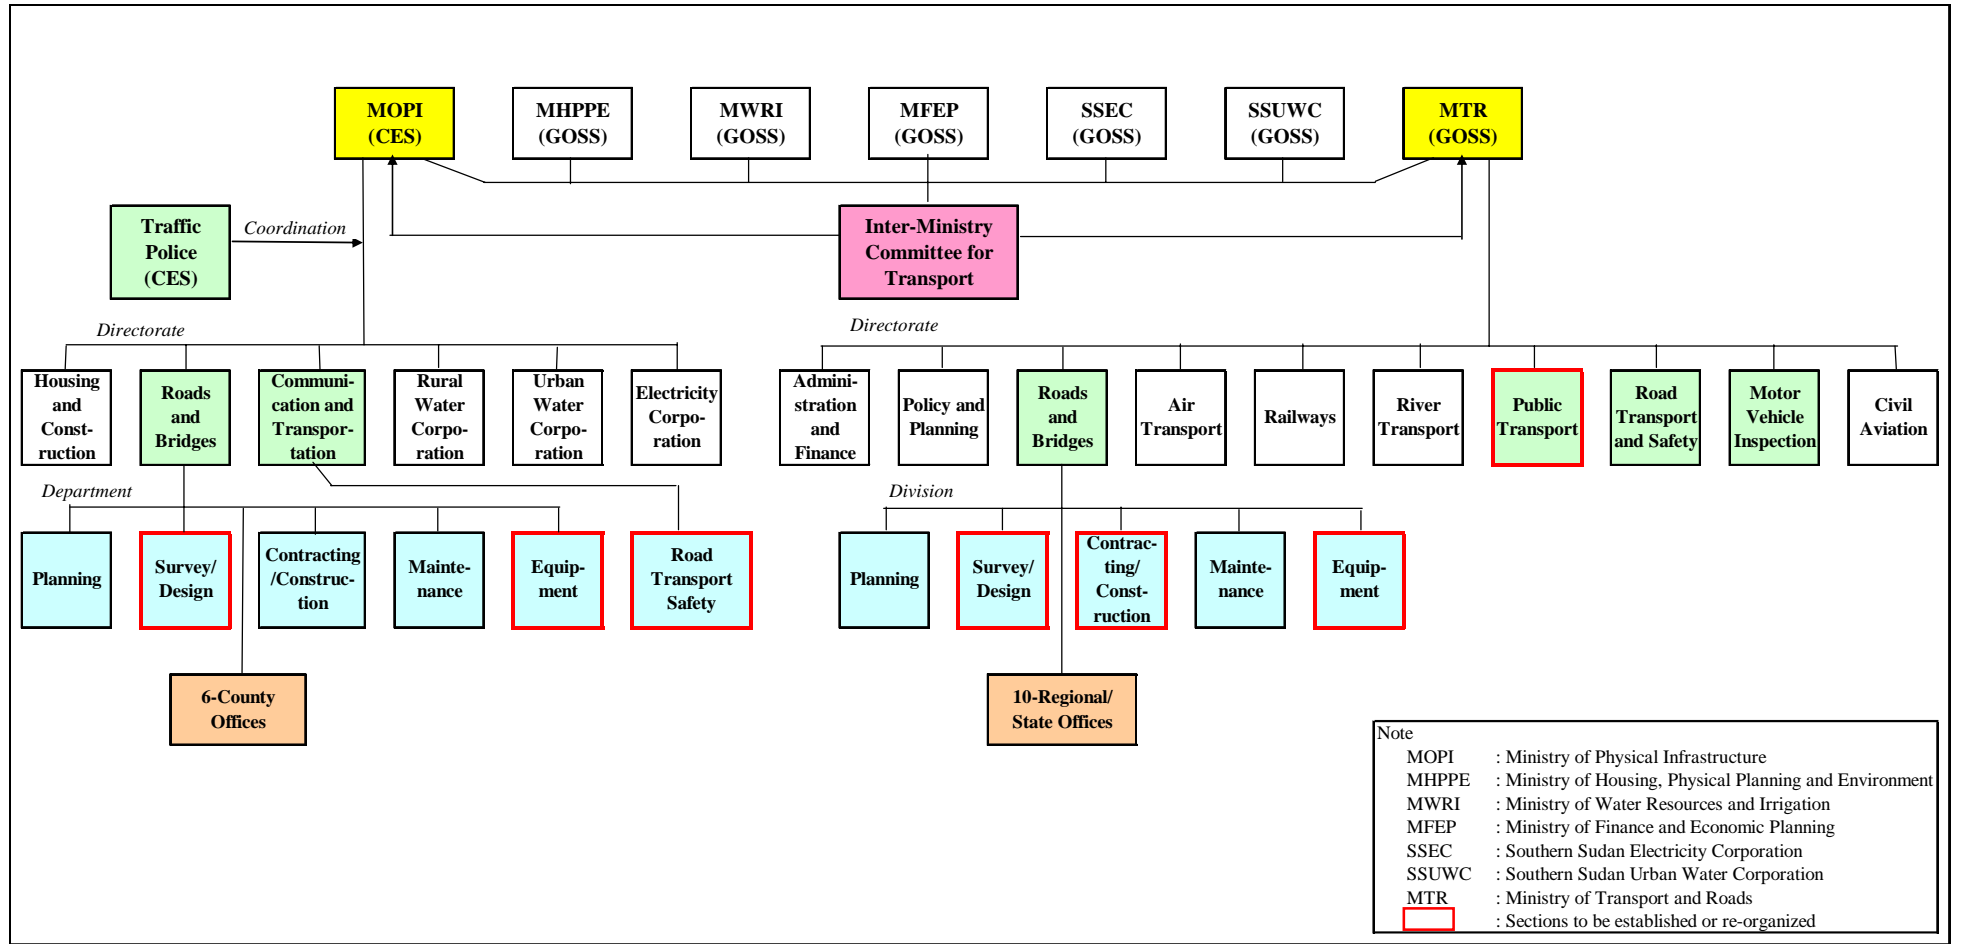 MOPI
(CES)
MHPPE
(GOSS)
MWRI
(GOSS)
MFEP
(GOSS)
SSEC
(GOSS)
SSUWC
(GOSS)
MTR
(GOSS)
Traffic
Police
(CES)
Coordination
Inter-Ministry
Committee for
Transport
Directorate
Housing
and
Const-
ruction
Roads
and
Bridges
Communi-
cation and
Transpor-
tation
Rural
Water
Corpo-
ration
Urban
Water
Corpo-
ration
Electricity
Corpo-
ration
Directorate
Admini-
stration
and
Finance
Policy and
Planning
Roads
and
Bridges
Air
Transport
Railways
River
Transport
Public
Transport
Road
Transport
and Safety
Motor
Vehicle
Inspection
Civil
Aviation
Department
Planning
Survey/
Design
Contracting
/Construc-
tion
Mainte-
nance
Equip-
ment
Road
Transport
Safety
Division
Planning
Survey/
Design
Contrac-
ting/
Const-
ruction
Mainte-
nance
Equip-
ment
6-County
Offices
10-Regional/
State Offices
Note
MOPI : Ministry of Physical Infrastructure
MHPPE : Ministry of Housing, Physical Planning and Environment
MWRI : Ministry of Water Resources and Irrigation
MFEP : Ministry of Finance and Economic Planning
SSEC : Southern Sudan Electricity Corporation
SSUWC : Southern Sudan Urban Water Corporation
MTR : Ministry of Transport and Roads
: Sections to be established or re-organized